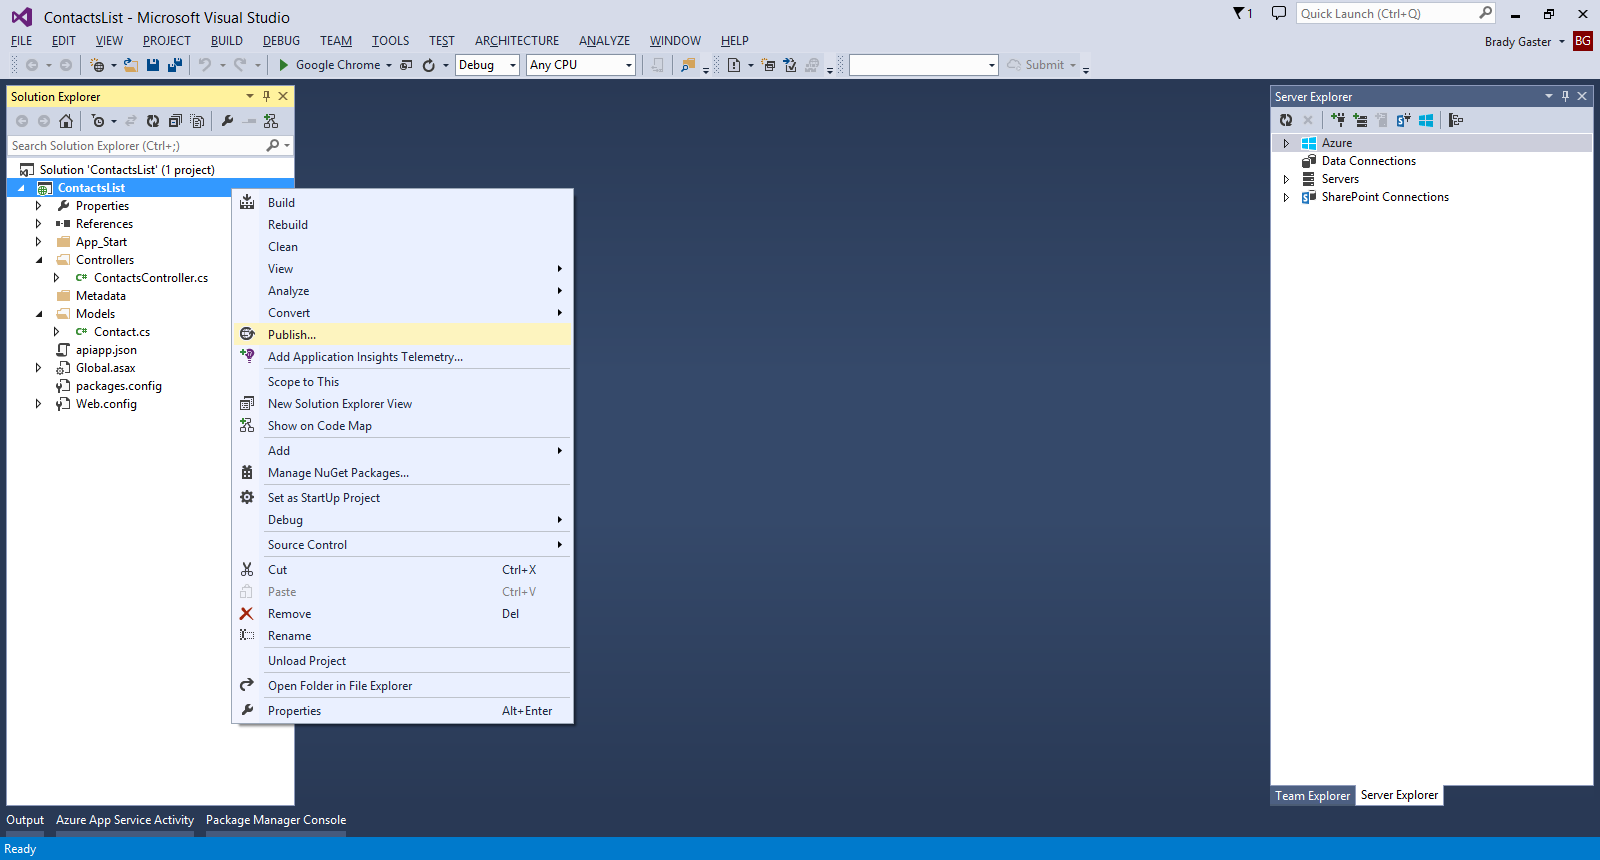 ContactsList - Microsoft Visual Studio
1
Quick Launch (Ctrl+Q)
FILE EDIT VIEW PROJECT BUILD DEBUG TEAM TOOLS TEST ARCHITECTURE ANALYZE WINDOW HELP
Brady Gaster BG
Google Chrome Debug Any CPU Submit
Solution Explorer
Search Solution Explorer (Ctrl+;)
Solution 'ContactsList' (1 project)
ContactsList
Properties
References
App_Start
Controllers
C# ContactsController.cs
Metadata
Models
C# Contact.cs
apiapp.json
Global.asax
packages.config
Web.config
Build
Rebuild
Clean
View
Analyze
Convert
Publish...
Add Application Insights Telemetry...
Scope to This
New Solution Explorer View
Show on Code Map
Add
Manage NuGet Packages...
Set as StartUp Project
Debug
Source Control
Cut Ctrl+X
Paste Ctrl+V
Remove Del
Rename
Unload Project
Open Folder in File Explorer
Properties Alt+Enter
Server Explorer
Azure
Data Connections
Servers
SharePoint Connections
Team Explorer Server Explorer
Output Azure App Service Activity Package Manager Console
Ready